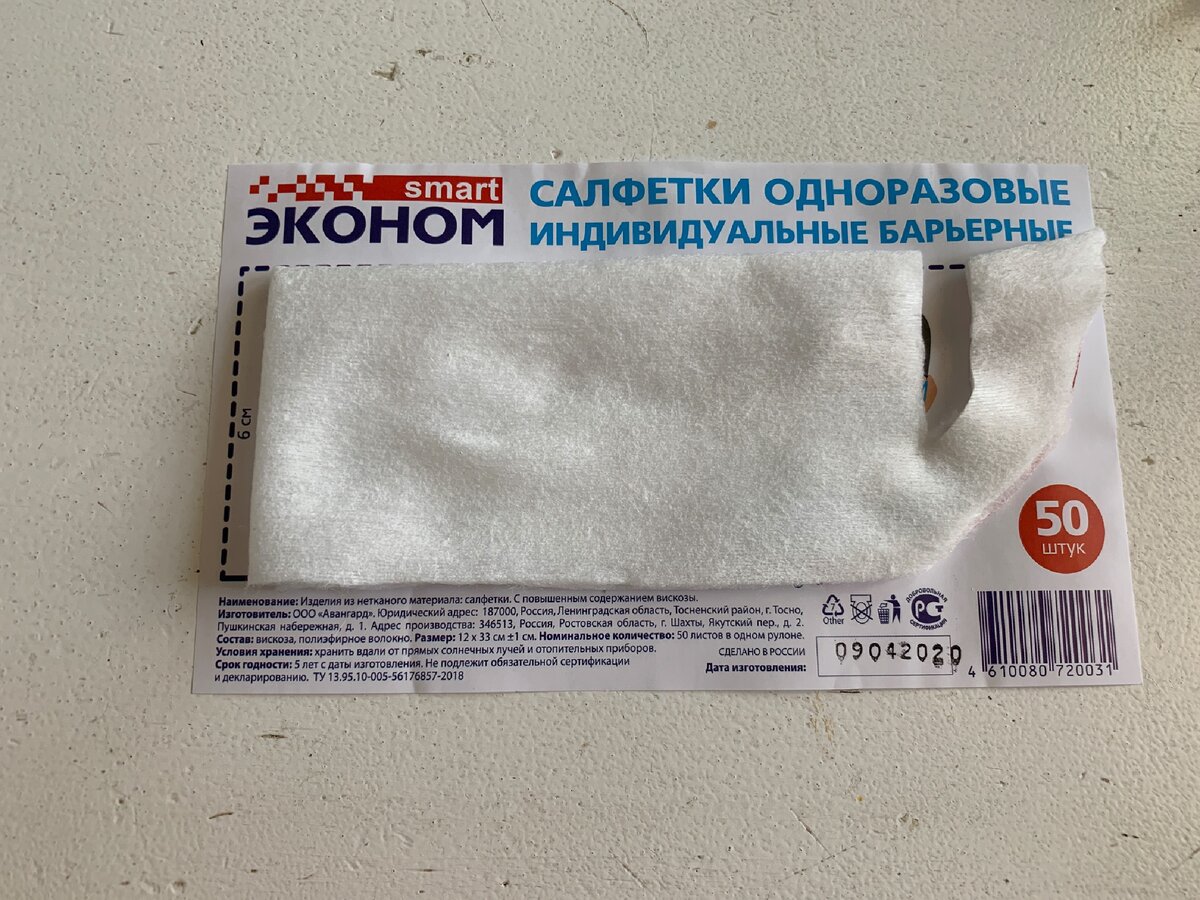 smart
ЭКОНОМ
САЛФЕТКИ ОДНОРАЗОВЫЕ
ИНДИВИДУАЛЬНЫЕ БАРЬЕРНЫЕ
6 см
50
ШТУК
Наименование: Изделия из нетканого материала: салфетки. С повышенным содержанием вискозы.
Изготовитель: ООО «Авангард». Юридический адрес: 187000, Россия, Ленинградская область, Тосненский район, г. Тосно,
Пушкинская набережная, д. 1. Адрес производства: 346513, Россия, Ростовская область, г. Шахты, Якутский пер., д. 2.
Состав: вискоза, полиэфирное волокно. Размер: 12 х 33 см ±1 см. Номинальное количество: 50 листов в одном рулоне.
Условия хранения: хранить вдали от прямых солнечных лучей и отопительных приборов.
Срок годности: 5 лет с даты изготовления. Не подлежит обязательной сертификации
и декларированию. ТУ 13.95.10-005-56176857-2018
7
Other
ДОБРОВОЛЬНАЯ
РСТ
СЕРТИФИКАЦИЯ
СДЕЛАНО В РОССИИ
Дата изготовления:
09042020
4 610080 720031